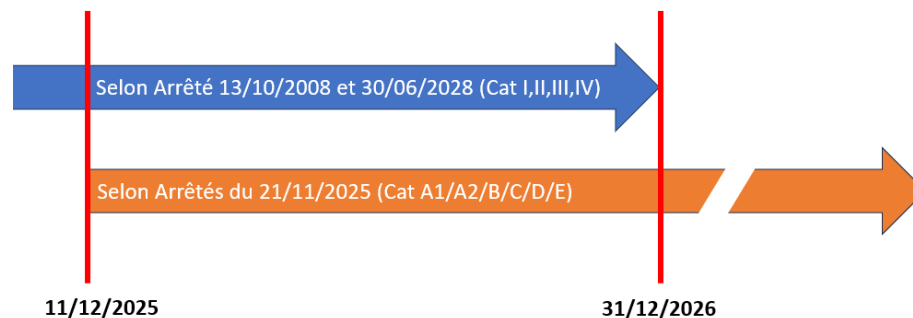 Selon Arrêté 13/10/2008 et 30/06/2028 (Cat I,II,III,IV)
Selon Arrêtés du 21/11/2025 (Cat A1/A2/B/C/D/E)
11/12/2025
31/12/2026